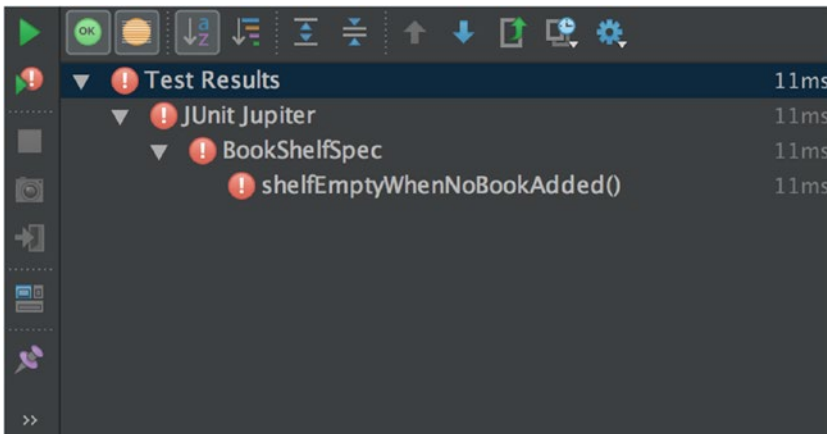 OK
Test Results 11ms
JUnit Jupiter 11ms
BookShelfSpec 11ms
shelfEmptyWhenNoBookAdded() 11ms